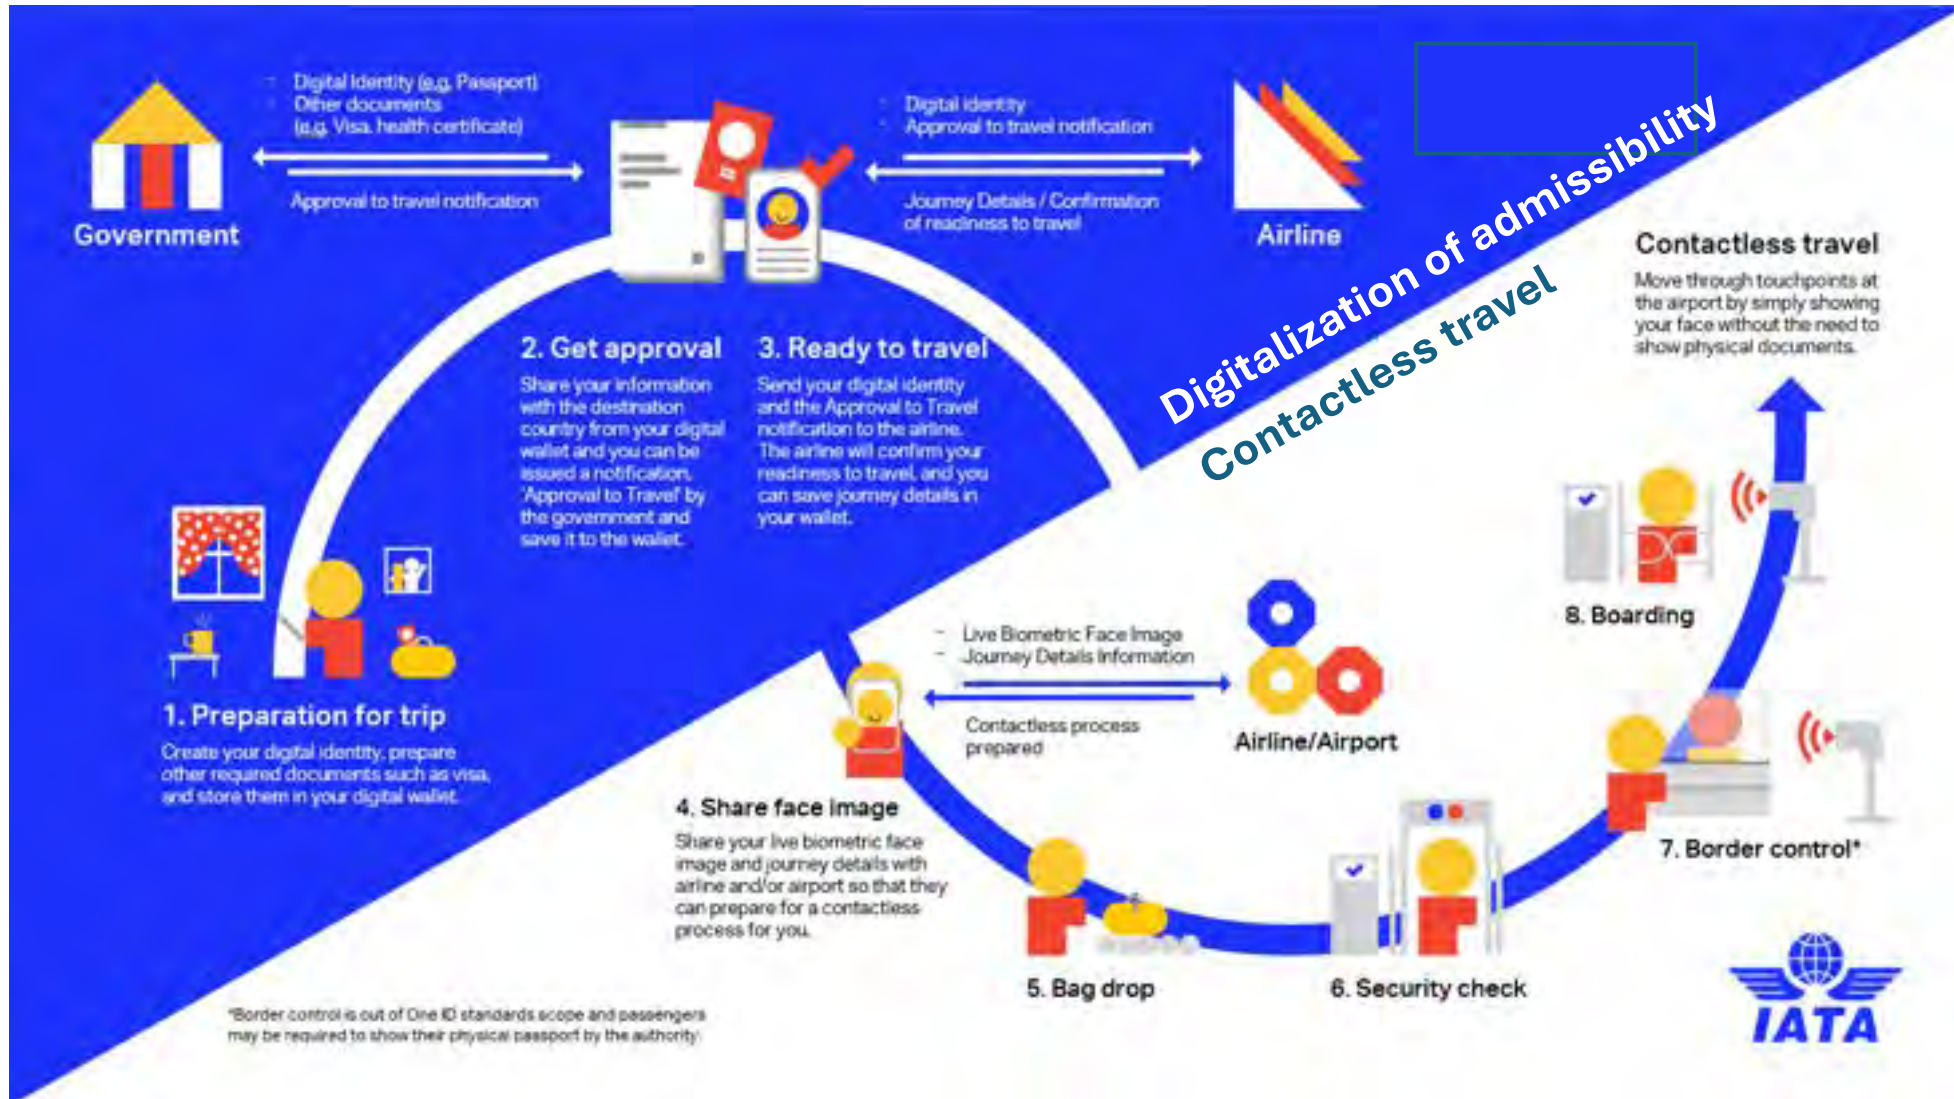 - Digital Identity (e.g. Passport)
- Other documents
(e.g. Visa, health certificate)
Approval to travel notification
Government
- Digital identity
- Approval to travel notification
Journey Details / Confirmation
of readiness to travel
Airline
Digitalization of admissibility
Contactless travel
Contactless travel
Move through touchpoints at
the airport by simply showing
your face without the need to
show physical documents.
2. Get approval
Share your information
with the destination
country from your digital
wallet and you can be
issued a notification,
'Approval to Travel' by
the government and
save it to the wallet.
3. Ready to travel
Send your digital identity
and the Approval to Travel
notification to the airline.
The airline will confirm your
readiness to travel, and you
can save journey details in
your wallet.
1. Preparation for trip
Create your digital identity, prepare
other required documents such as visa,
and store them in your digital wallet.
- Live Biometric Face Image
- Journey Details Information
Contactless process
prepared
Airline/Airport
4. Share face image
Share your live biometric face
image and journey details with
airline and/or airport so that they
can prepare for a contactless
process for you.
5. Bag drop
6. Security check
7. Border control*
8. Boarding
*Border control is out of One ID standards scope and passengers
may be required to show their physical passport by the authority.
IATA